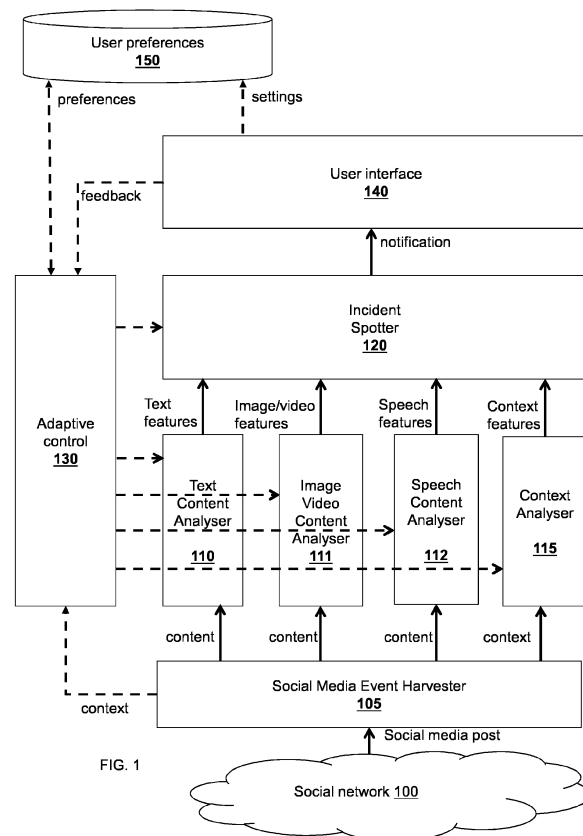 User preferences
150
preferences
settings
User interface
140
feedback
notification
Incident
Spotter
120
Text
features
Image/video
features
Speech
features
Context
features
Adaptive
control
130
Text
Content
Analyser
110
Image
Video
Content
Analyser
111
Speech
Content
Analyser
112
Context
Analyser
115
content
content
content
context
context
Social Media Event Harvester
105
Social media post
FIG. 1
Social network 100